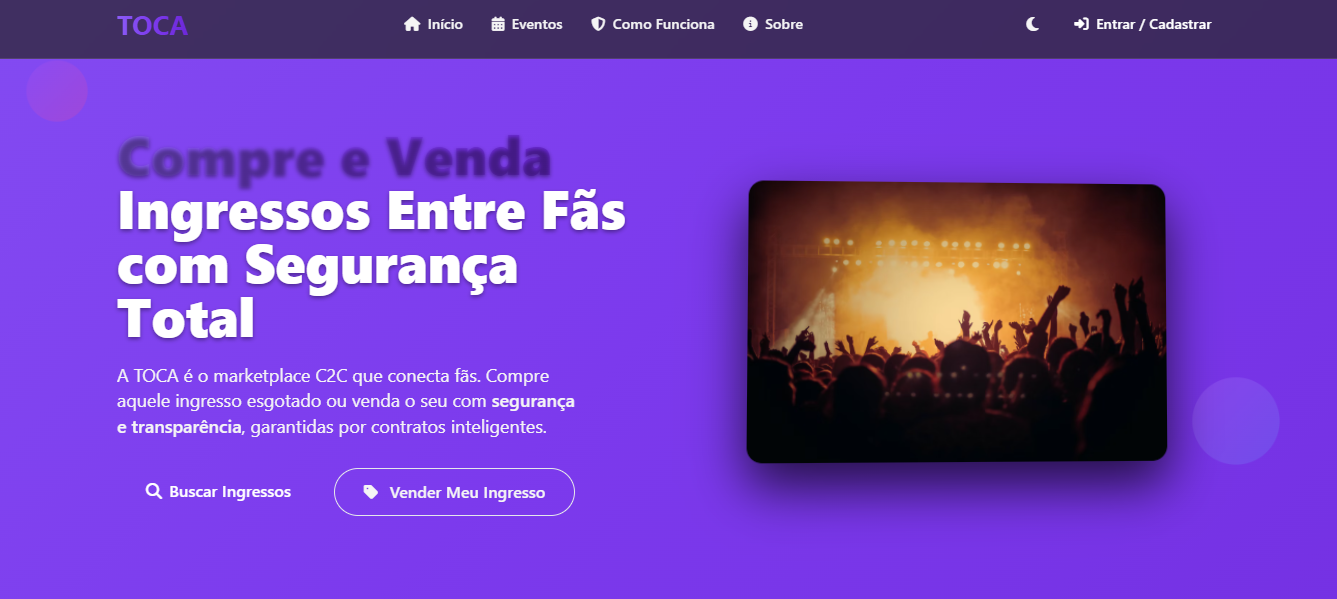 TOCA
Início
Eventos
Como Funciona
Sobre
Entrar / Cadastrar
Compre e Venda
Ingressos Entre Fãs
com Segurança
Total
A TOCA é o marketplace C2C que conecta fãs. Compre
aquele ingresso esgotado ou venda o seu com segurança
e transparência, garantidas por contratos inteligentes.
Buscar Ingressos
Vender Meu Ingresso